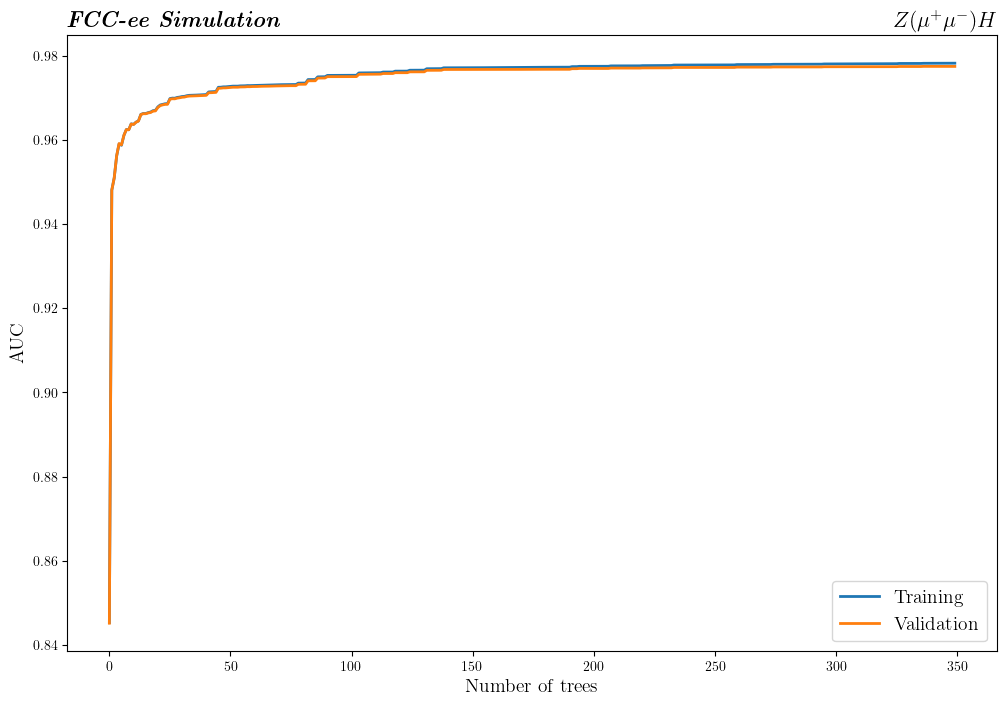 FCC-ee Simulation
Z(μ⁺μ⁻)H
AUC
0.98
0.96
0.94
0.92
0.90
0.88
0.86
0.84
Training
Validation
0 50 100 150 200 250 300 350
Number of trees